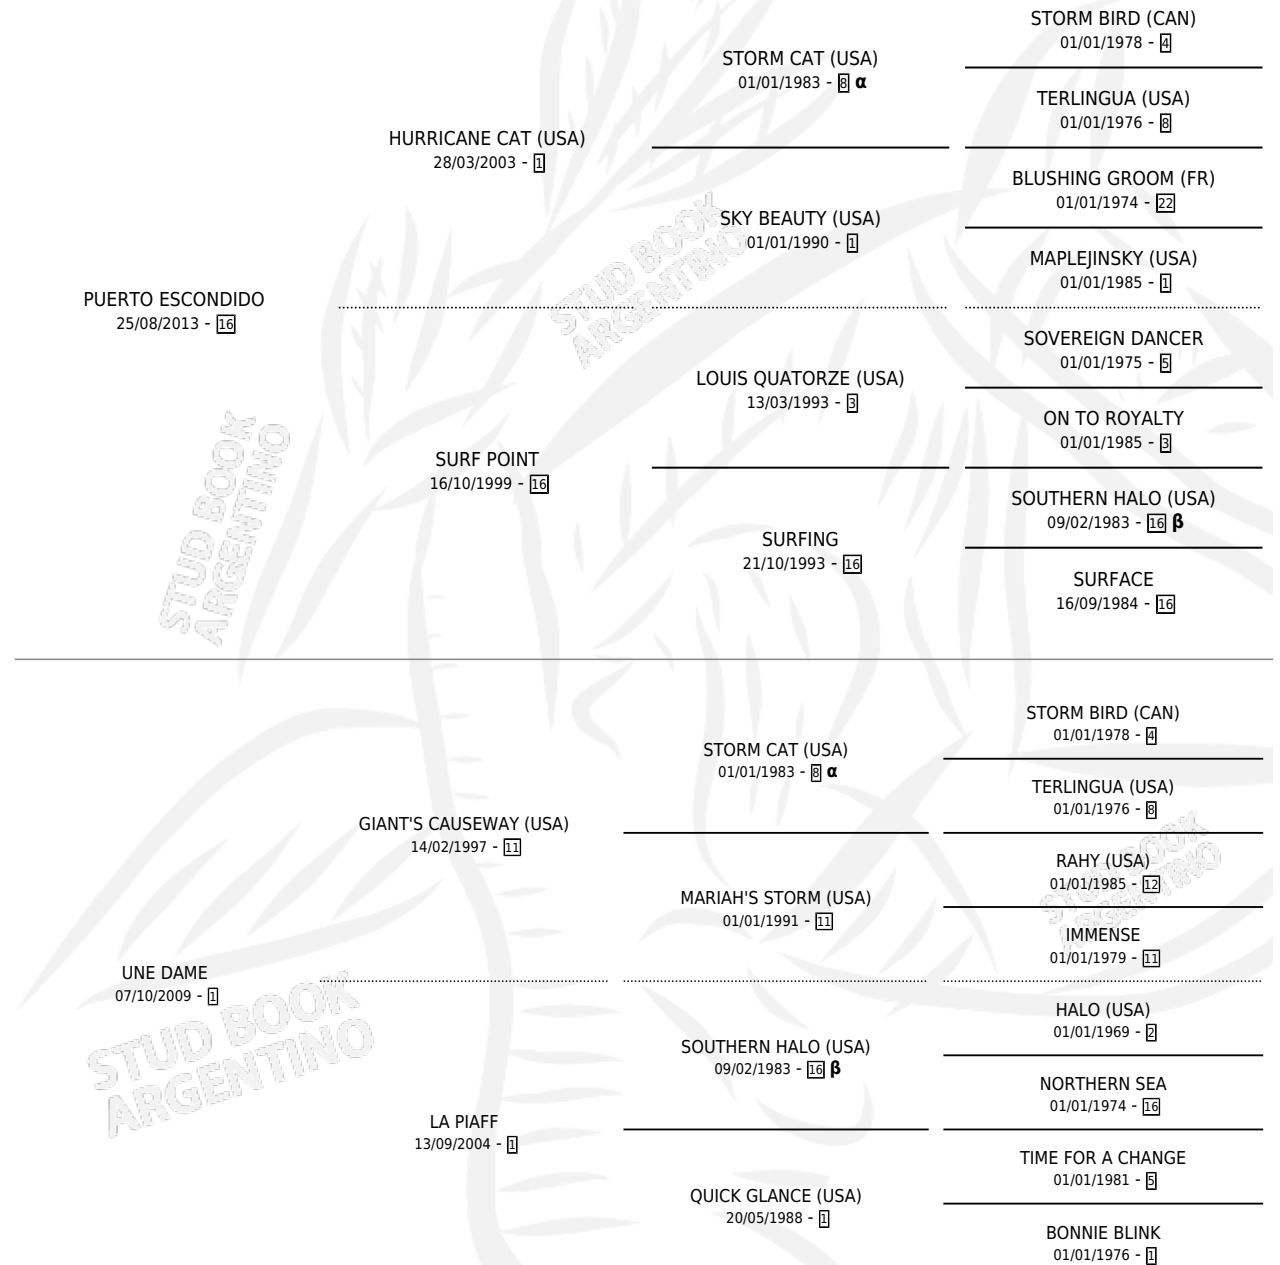 STORM BIRD (CAN)
01/01/1978 - 4
STORM CAT (USA)
01/01/1983 - 8 α
TERLINGUA (USA)
01/01/1976 - 8
HURRICANE CAT (USA)
28/03/2003 - 1
BLUSHING GROOM (FR)
01/01/1974 - 22
SKY BEAUTY (USA)
01/01/1990 - 1
MAPLEJINSKY (USA)
01/01/1985 - 1
PUERTO ESCONDIDO
25/08/2013 - 16
SOVEREIGN DANCER
01/01/1975 - 5
LOUIS QUATORZE (USA)
13/03/1993 - 3
ON TO ROYALTY
01/01/1985 - 3
SURF POINT
16/10/1999 - 16
SOUTHERN HALO (USA)
09/02/1983 - 16 β
SURFING
21/10/1993 - 16
SURFACE
16/09/1984 - 16
STUD BOOK
ARGENTINO
STUD BOOK
ARGENTINO
STORM BIRD (CAN)
01/01/1978 - 4
STORM CAT (USA)
01/01/1983 - 8 α
TERLINGUA (USA)
01/01/1976 - 8
GIANT'S CAUSEWAY (USA)
14/02/1997 - 11
RAHY (USA)
01/01/1985 - 12
MARIAH'S STORM (USA)
01/01/1991 - 11
IMMENSE
01/01/1979 - 11
UNE DAME
07/10/2009 - 1
HALO (USA)
01/01/1969 - 2
SOUTHERN HALO (USA)
09/02/1983 - 16 β
NORTHERN SEA
01/01/1974 - 16
LA PIAFF
13/09/2004 - 1
TIME FOR A CHANGE
01/01/1981 - 5
QUICK GLANCE (USA)
20/05/1988 - 1
BONNIE BLINK
01/01/1976 - 1
STUD BOOK
ARGENTINO
STUD BOOK
ARGENTINO